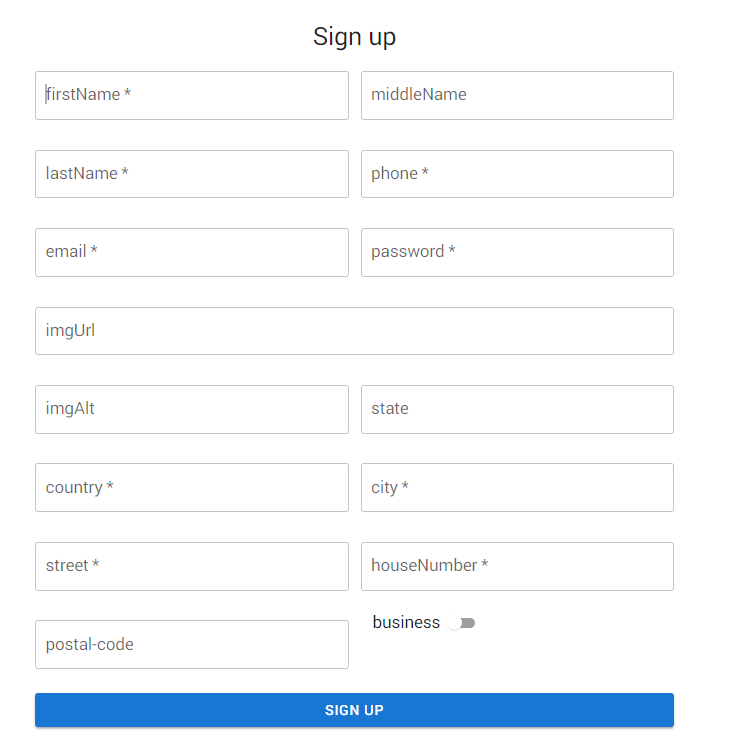 Sign up
firstName *
middleName
lastName *
phone *
email *
password *
imgUrl
imgAlt
state
country *
city *
street *
houseNumber *
postal-code
business
SIGN UP